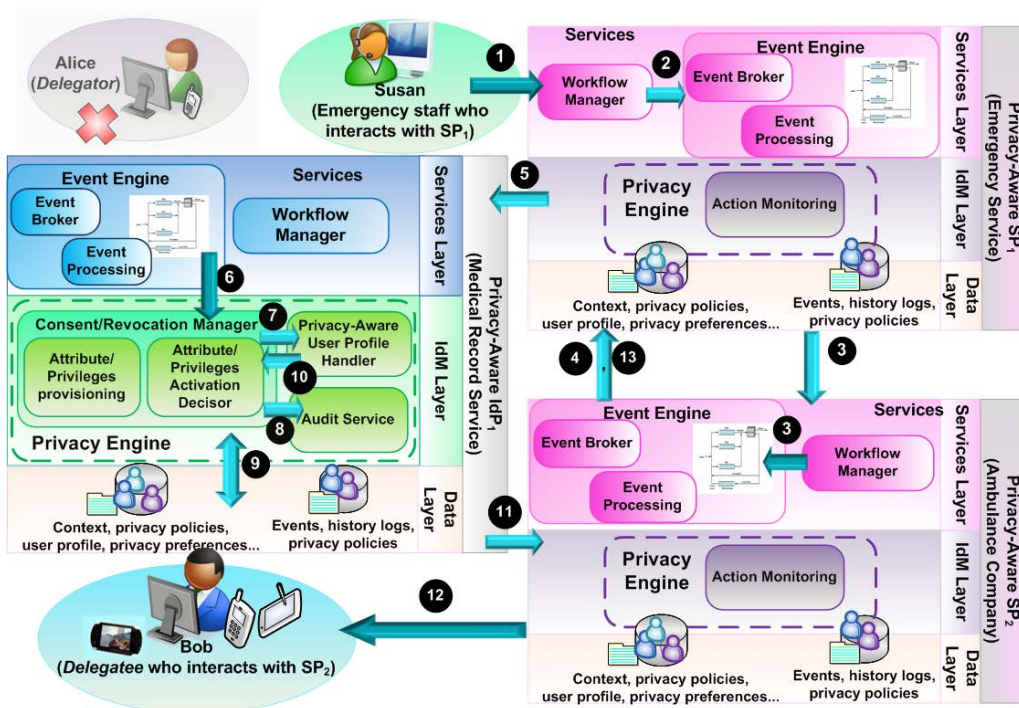 Alice
(Delegator)
Susan
(Emergency staff who
interacts with SP1)
1
Services
Workflow
Manager
2
Event Engine
Event Broker
Event
Processing
Services Layer
Privacy
Engine
Action Monitoring
IdM Layer
Context, privacy policies,
user profile, privacy preferences...
Events, history logs,
privacy policies
Data
Layer
Privacy-Aware SP1
(Emergency Service)
5
Event Engine
Event
Broker
Event
Processing
Services
Workflow
Manager
Services Layer
6
Consent/Revocation Manager
Attribute/
Privileges
provisioning
Attribute/
Privileges
Activation
Decisor
7
Privacy-Aware
User Profile
Handler
10
8
Audit Service
Privacy Engine
IdM Layer
9
Context, privacy policies,
user profile, privacy preferences...
Events, history logs,
privacy policies
Data
Layer
Privacy-Aware IdP1
(Medical Record Service)
4 , 13
3
Event Engine
Event Broker
Event
Processing
3
Services
Workflow
Manager
Services Layer
11
Privacy
Engine
Action Monitoring
IdM Layer
Context, privacy policies,
user profile, privacy preferences...
Events, history logs,
privacy policies
Data
Layer
Privacy-Aware SP2
(Ambulance Company)
12
Bob
(Delegatee who interacts with SP2)